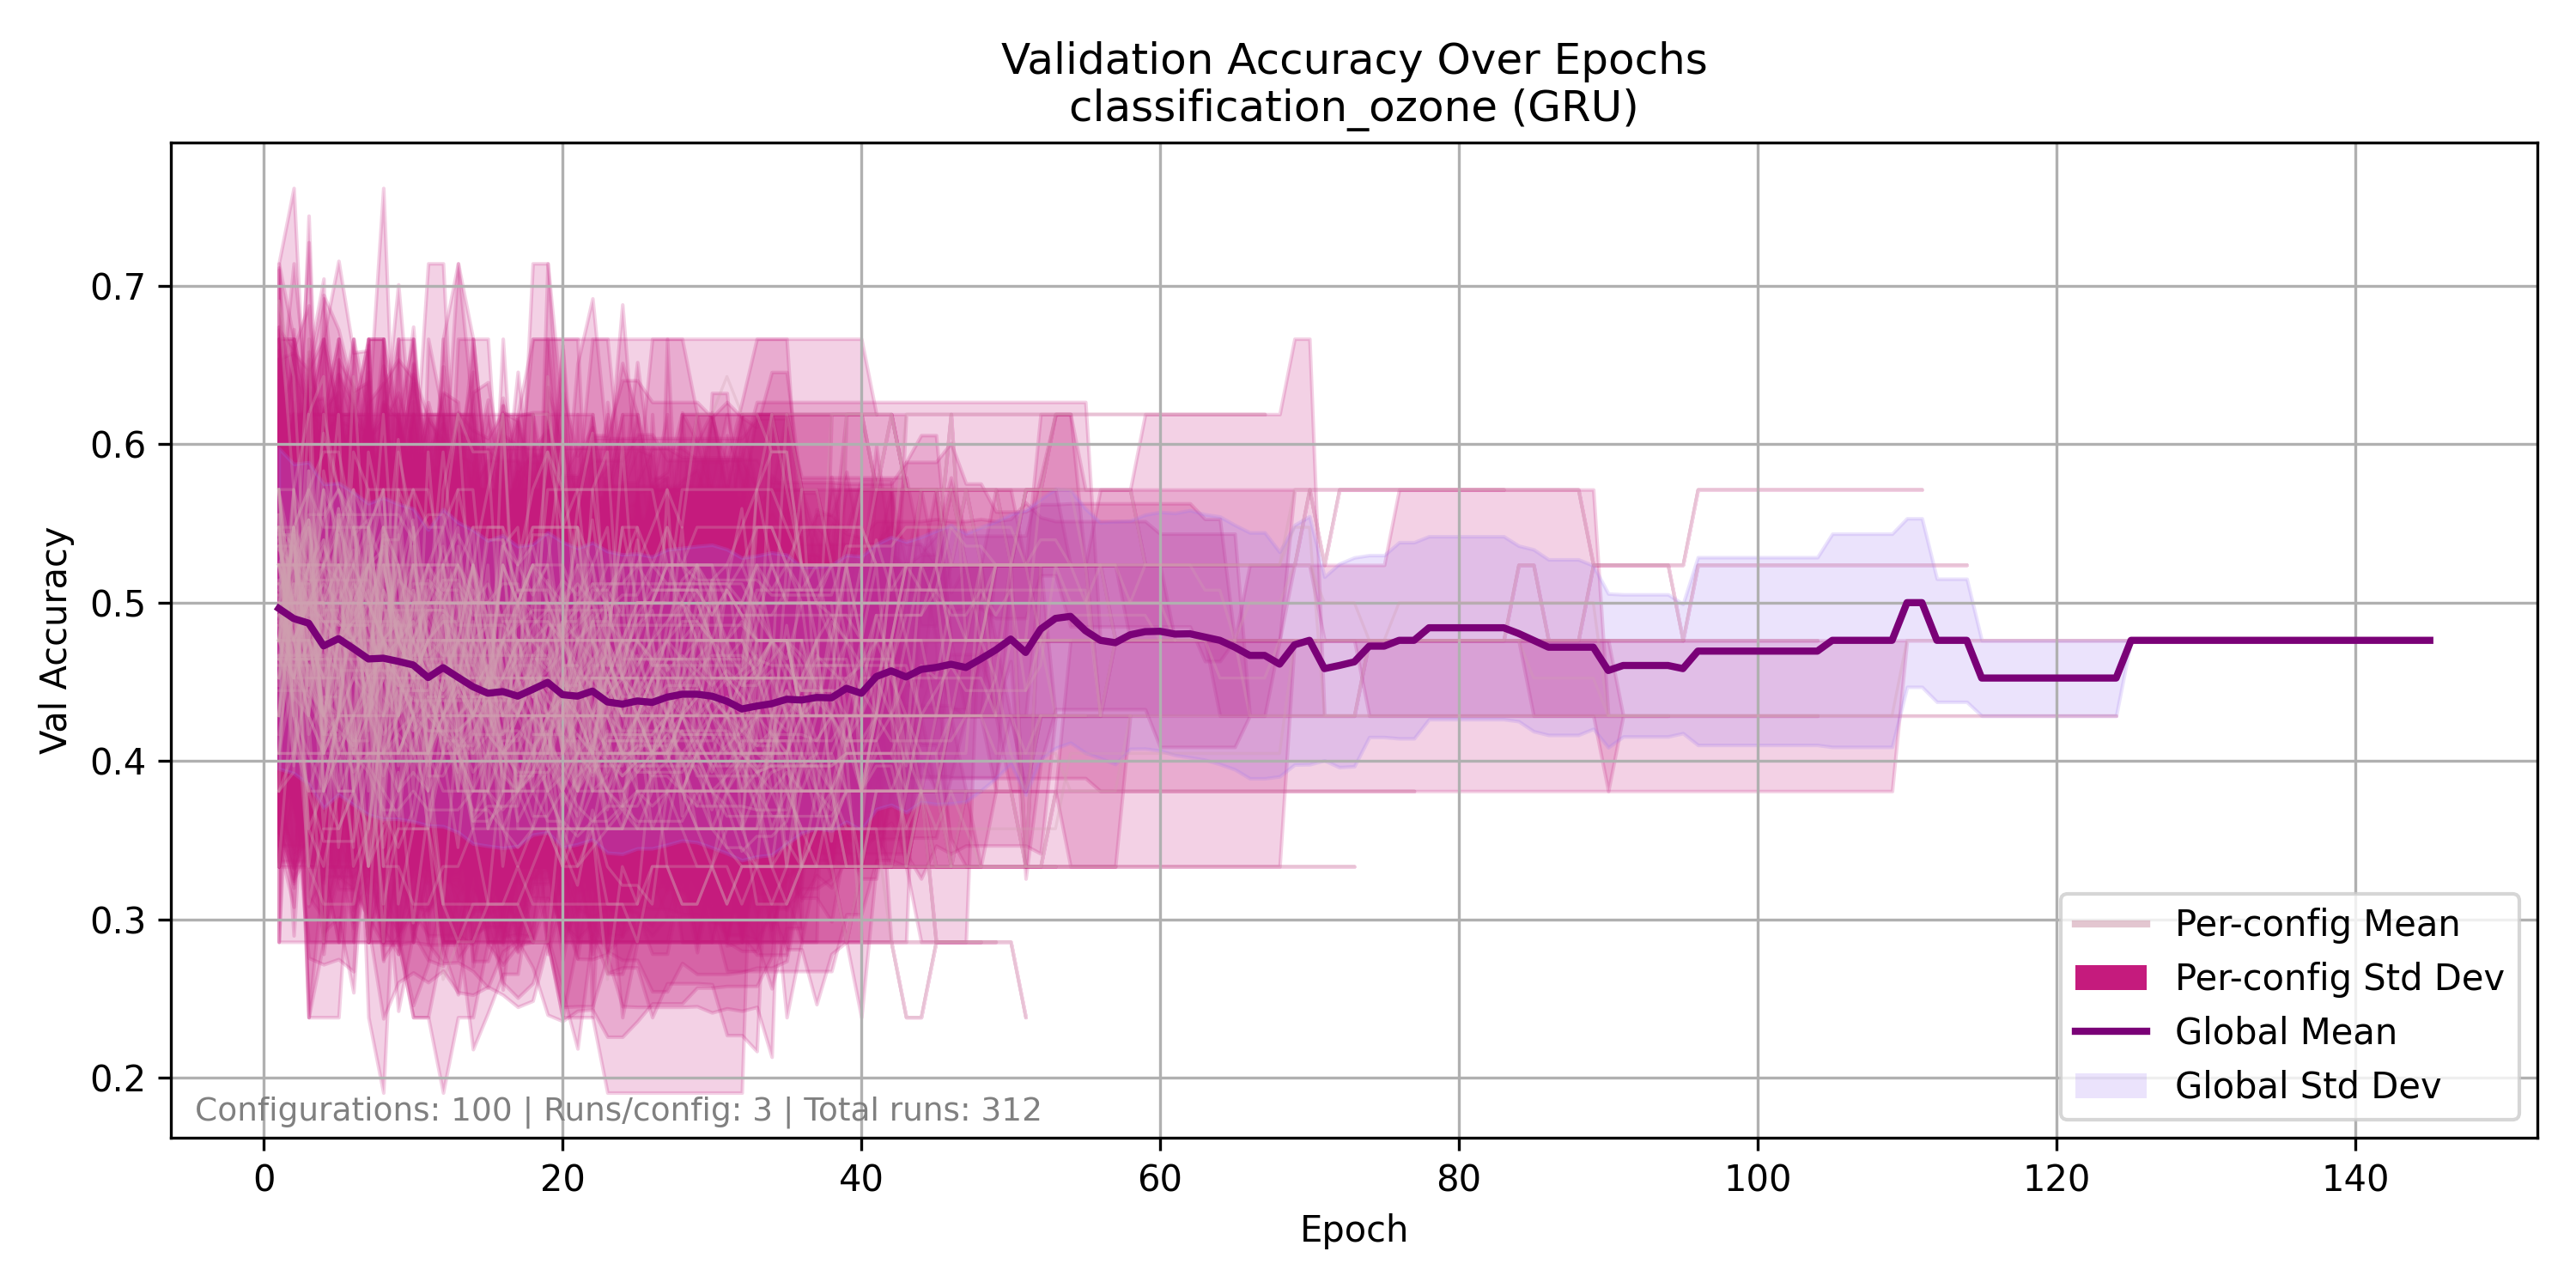 Validation Accuracy Over Epochs
classification_ozone (GRU)
Val Accuracy
0.7
0.6
0.5
0.4
0.3
0.2
Configurations: 100 | Runs/config: 3 | Total runs: 312
Per-config Mean
Per-config Std Dev
Global Mean
Global Std Dev
0 20 40 60 80 100 120 140
Epoch